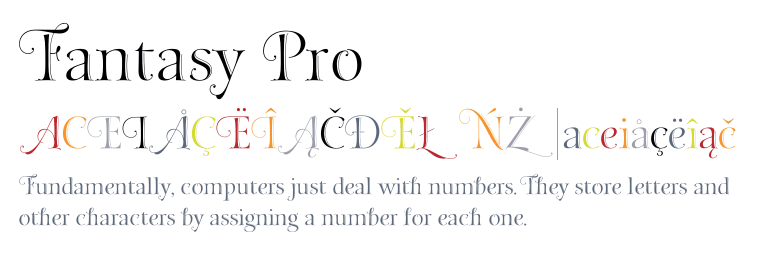 Fantasy Pro
ACEIÅÇËÎĄČĐĚŁŃŻ|aceiåçëîąč
Fundamentally, computers just deal with numbers. They store letters and
other characters by assigning a number for each one.